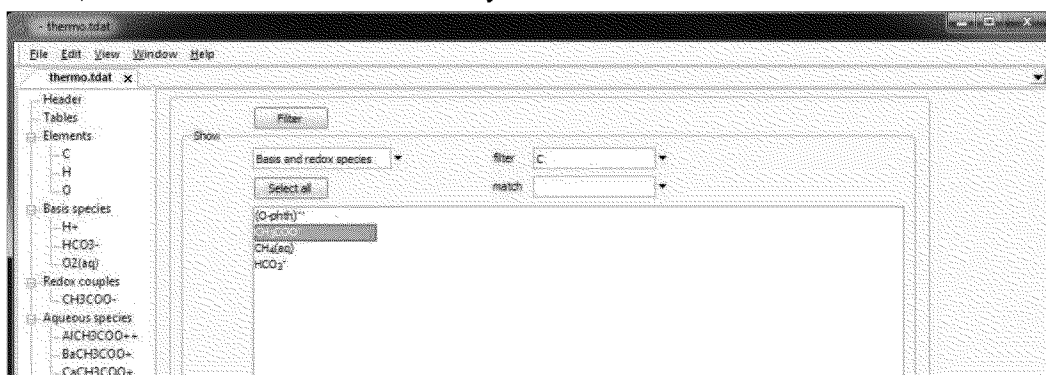 - thermo.tdat
File Edit View Window Help
thermo.tdat x
Header
Tables
Elements
C
H
O
Basis species
H+
HCO3-
O2(aq)
Redox couples
CH3COO-
Aqueous species
AlCH3COO++
BaCH3COO+
CaCH3COO+
Filter
Show
Basis and redox species filter C
Select all match
(O-phth)--
CH3COO-
CH₄(aq)
HCO₃⁻